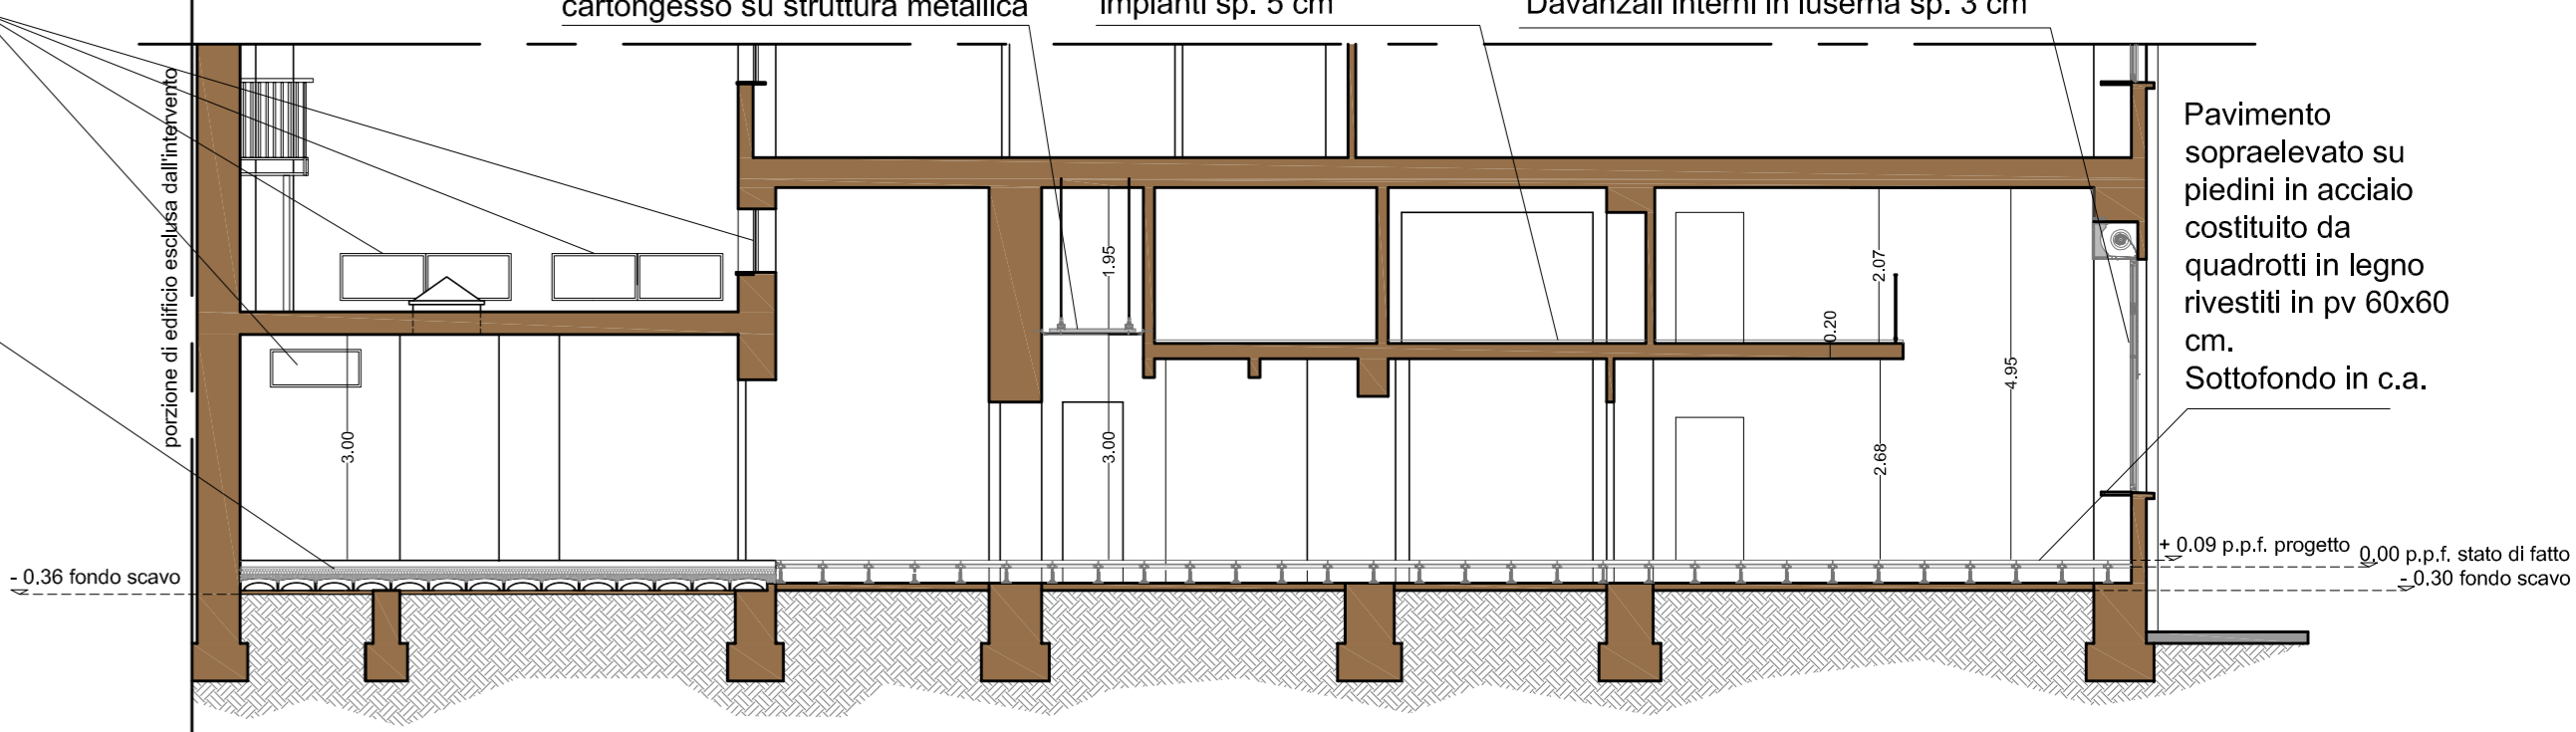 cartongesso su struttura metallica
impianti sp. 5 cm
Davanzali interni in luserna sp. 3 cm
porzione di edificio esclusa dall'intervento
Pavimento
sopraelevato su
piedini in acciaio
costituito da
quadrotti in legno
rivestiti in pv 60x60
cm.
Sottofondo in c.a.
1.95
2.07
0.20
4.95
3.00
3.00
2.68
+ 0.09 p.p.f. progetto
0.00 p.p.f. stato di fatto
- 0.30 fondo scavo
- 0.36 fondo scavo